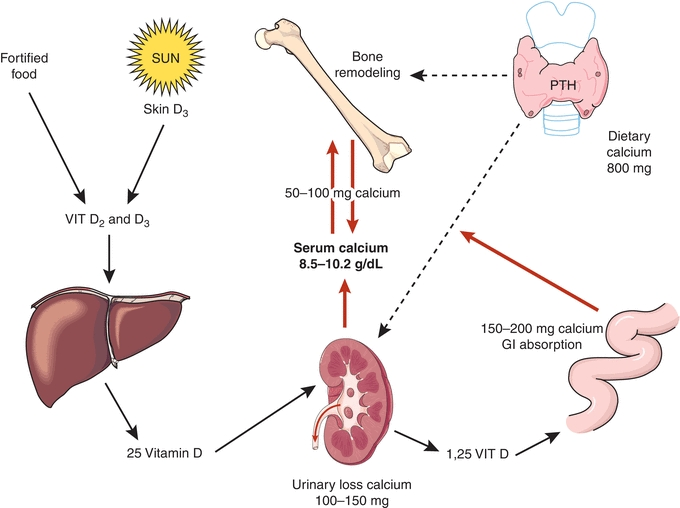 Fortified
food
SUN
Skin D3
VIT D2 and D3
25 Vitamin D
Bone
remodeling
50–100 mg calcium
Serum calcium
8.5–10.2 g/dL
Urinary loss calcium
100–150 mg
PTH
Dietary
calcium
800 mg
150–200 mg calcium
GI absorption
1,25 VIT D